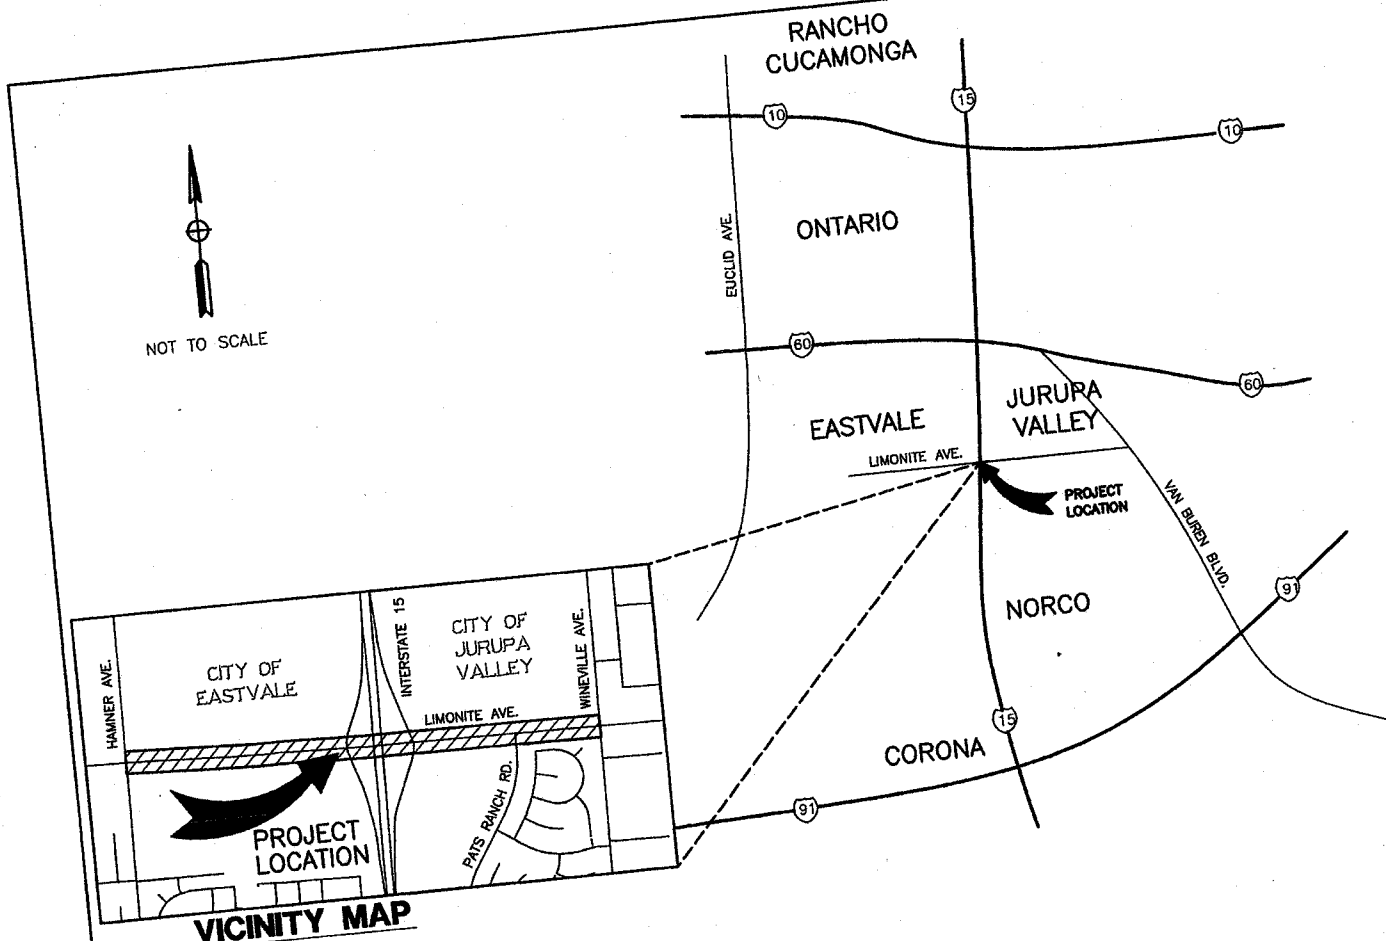 RANCHO
CUCAMONGA
15
10
10
EUCLID AVE.
ONTARIO
NOT TO SCALE
60
60
JURUPA
VALLEY
EASTVALE
LIMONITE AVE.
PROJECT
LOCATION
VAN BUREN BLVD.
91
NORCO
15
CORONA
91
HAMNER AVE.
CITY OF
EASTVALE
INTERSTATE 15
CITY OF
JURUPA
VALLEY
WINEVILLE AVE.
LIMONITE AVE.
PATS RANCH RD.
PROJECT
LOCATION
VICINITY MAP